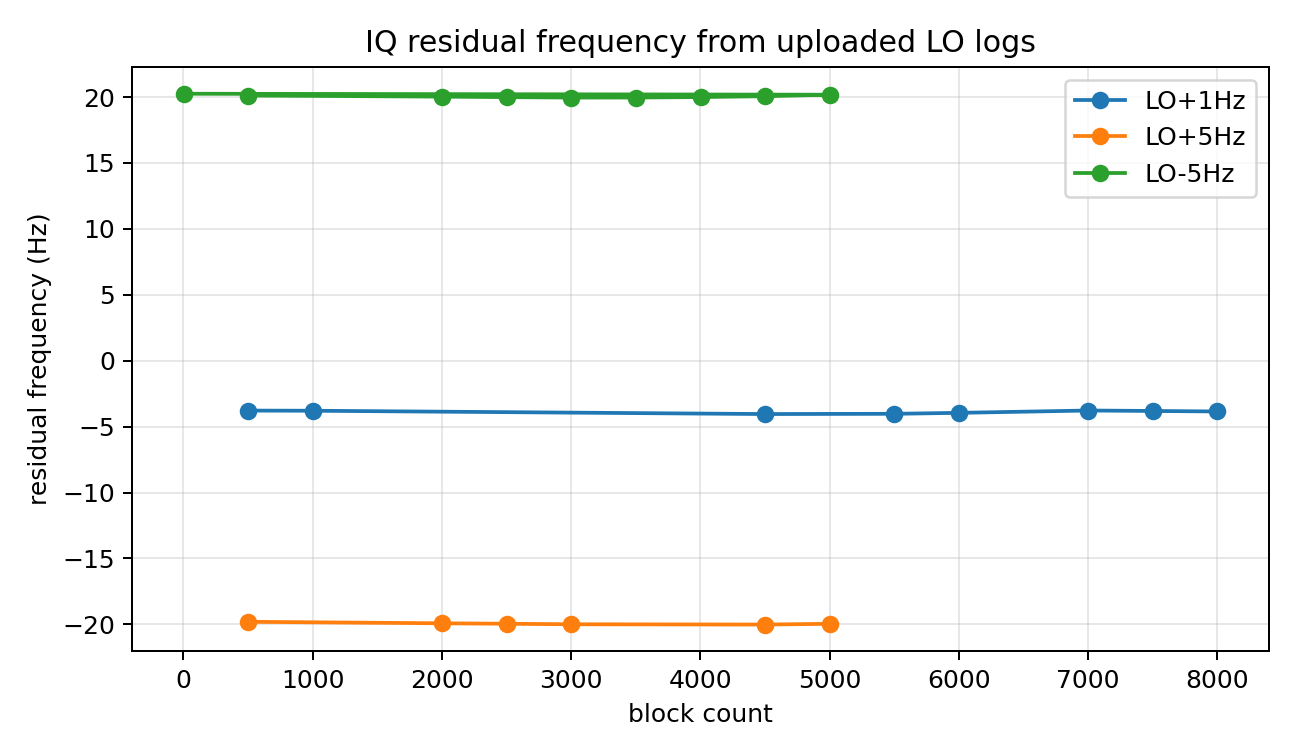 IQ residual frequency from uploaded LO logs
LO+1Hz
LO+5Hz
LO-5Hz
residual frequency (Hz)
20
15
10
5
0
−5
−10
−15
−20
0 1000 2000 3000 4000 5000 6000 7000 8000
block count